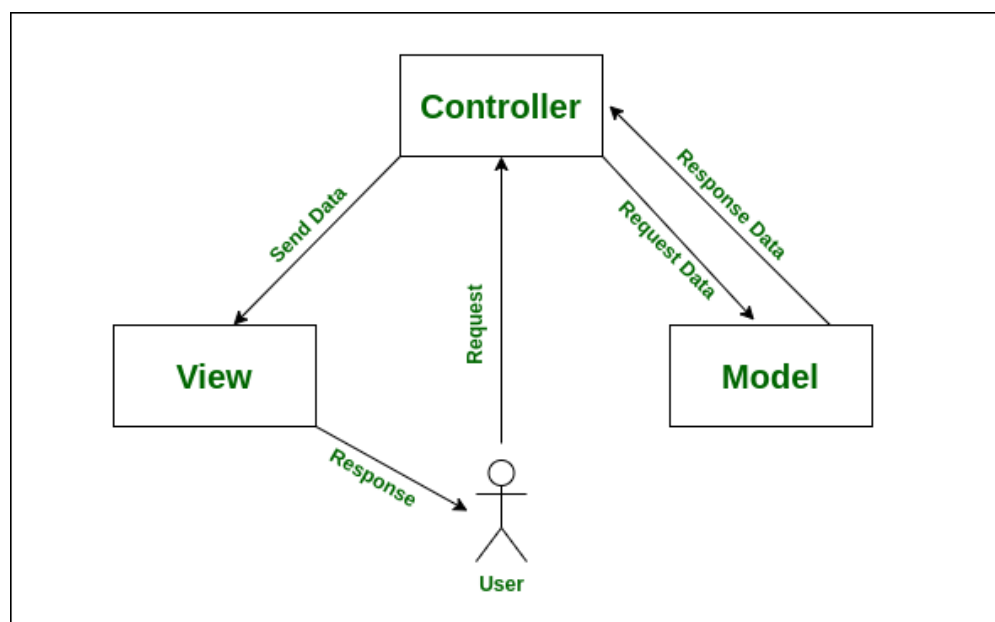 Controller
Send Data
Request
Request Data
Response Data
View
Model
Response
User